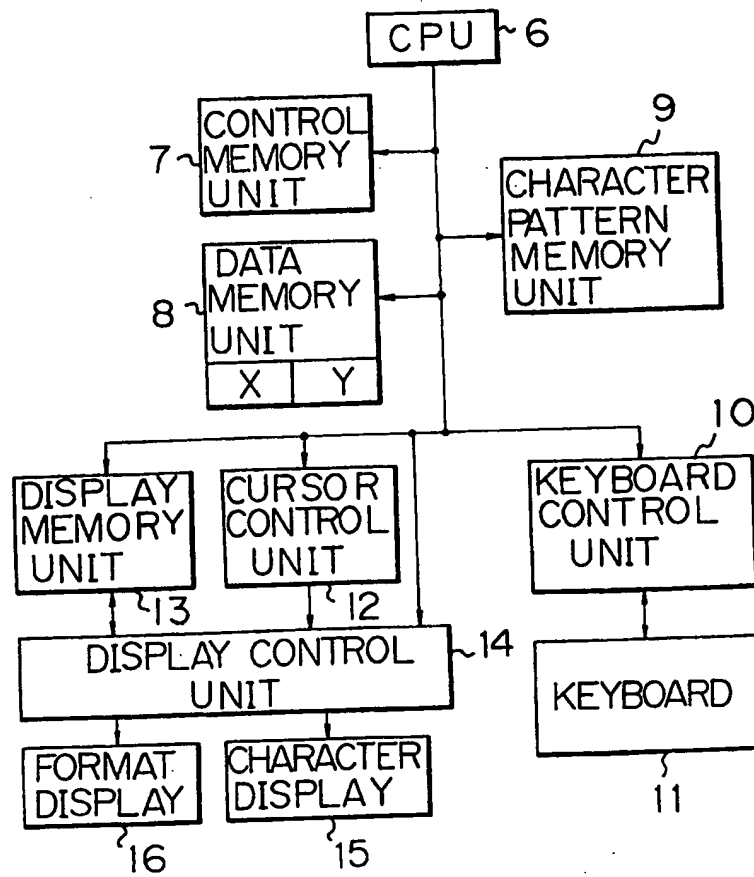 CPU
6
CONTROL
MEMORY
UNIT
7
9
CHARACTER
PATTERN
MEMORY
UNIT
DATA
MEMORY
UNIT
8
X Y
10
DISPLAY
MEMORY
UNIT
13
CURSOR
CONTROL
UNIT
12
KEYBOARD
CONTROL
UNIT
DISPLAY CONTROL
UNIT
14
KEYBOARD
11
FORMAT
DISPLAY
16
CHARACTER
DISPLAY
15